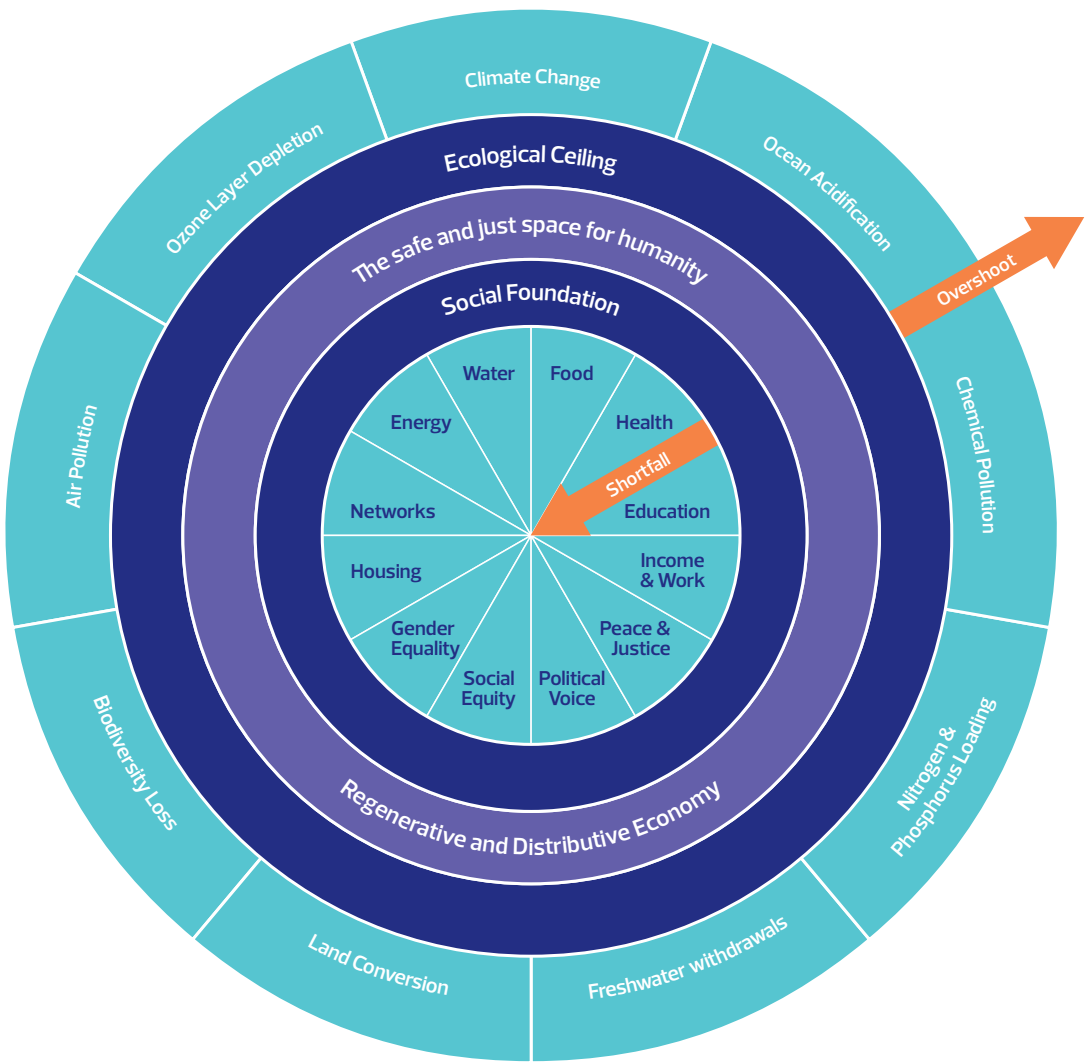 Climate Change
Ocean Acidification
Overshoot
Chemical Pollution
Nitrogen &
Phosphorus Loading
Freshwater withdrawals
Land Conversion
Biodiversity Loss
Air Pollution
Ozone Layer Depletion
Ecological Ceiling
The safe and just space for humanity
Regenerative and Distributive Economy
Social Foundation
Water
Food
Health
Shortfall
Education
Income
& Work
Peace &
Justice
Political
Voice
Social
Equity
Gender
Equality
Housing
Networks
Energy